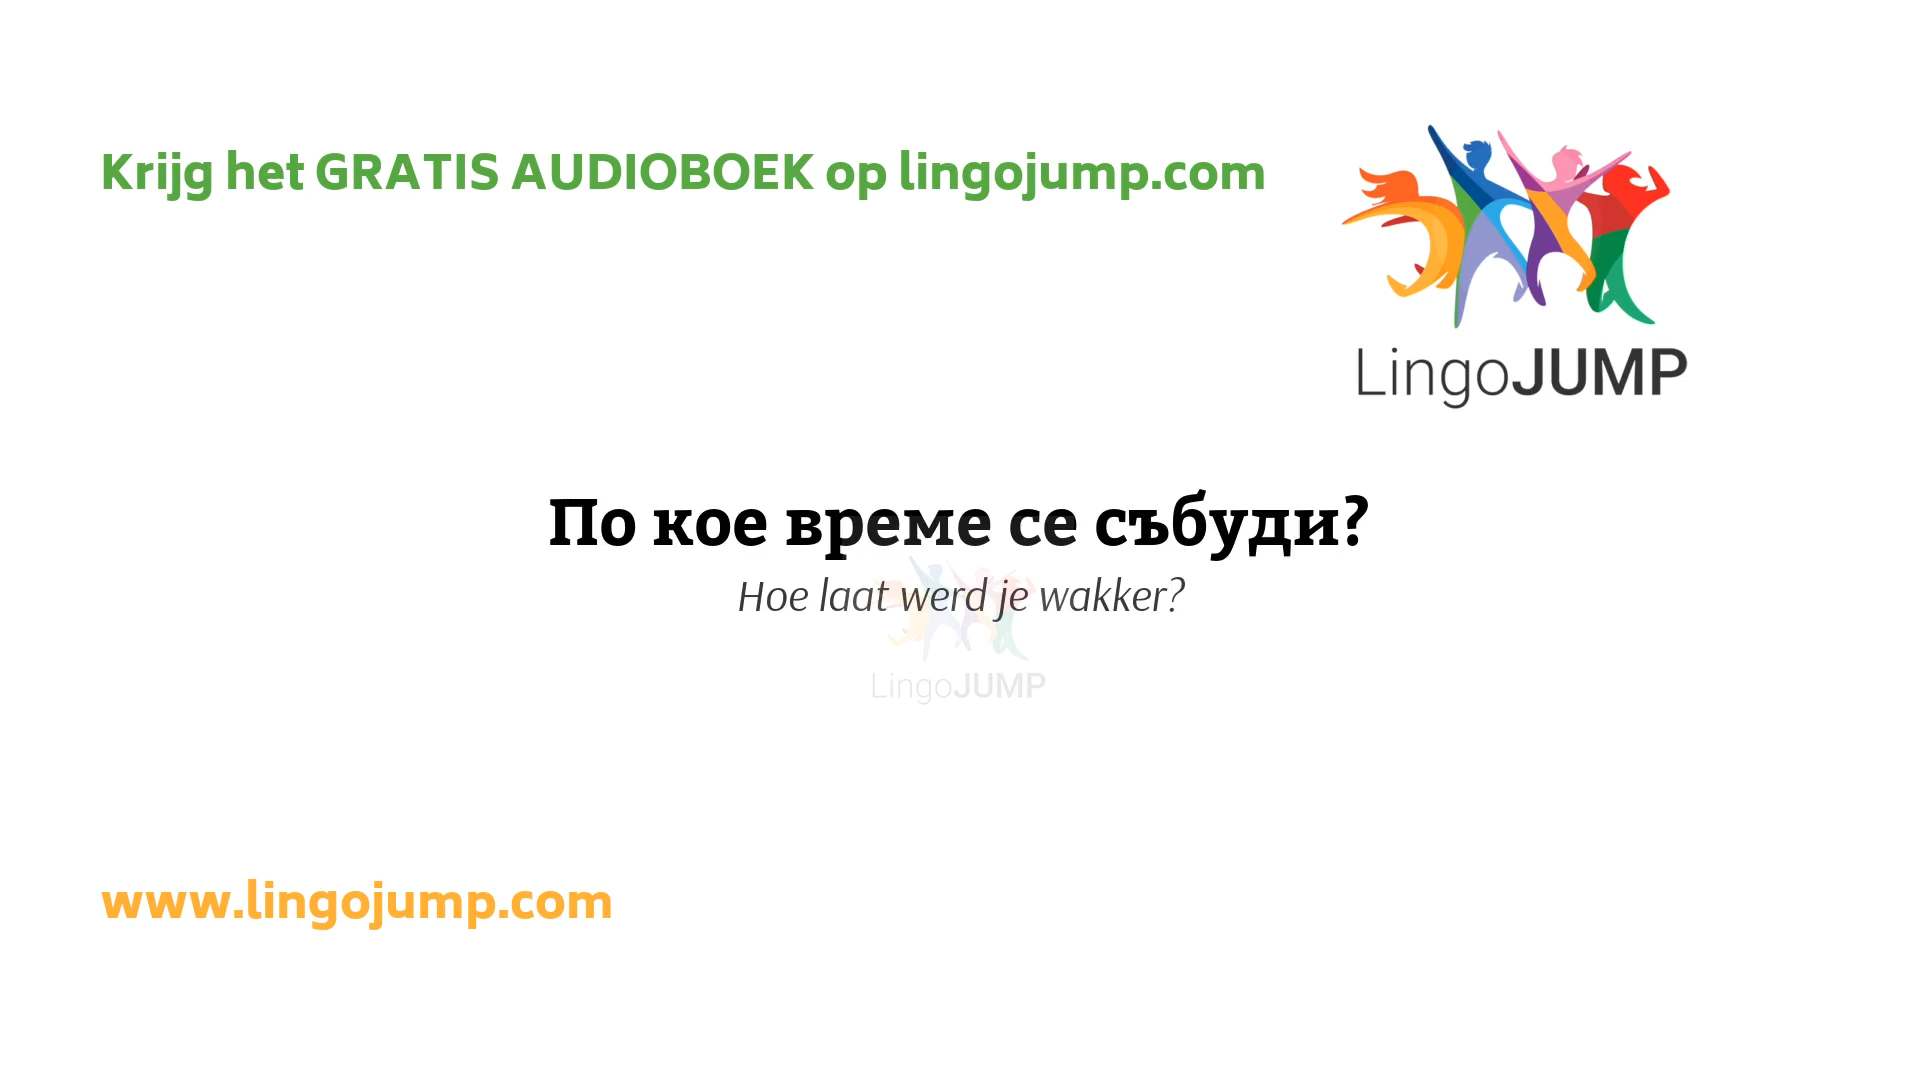 Krijg het GRATIS AUDIOBOEK op lingojump.com
LingoJUMP
По кое време се събуди?
Hoe laat werd je wakker?
LingoJUMP
www.lingojump.com